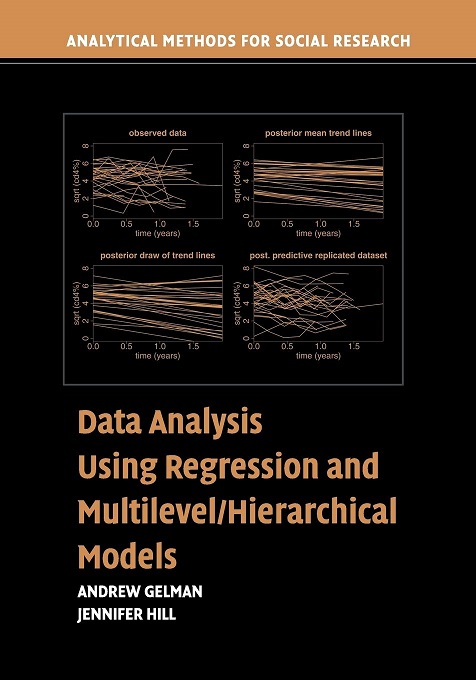 ANALYTICAL METHODS FOR SOCIAL RESEARCH
observed data
sqrt (cd4%)
0 2 4 6 8
0.0 0.5 1.0 1.5
time (years)
posterior mean trend lines
sqrt (cd4%)
0 2 4 6 8
0.0 0.5 1.0 1.5
time (years)
posterior draw of trend lines
sqrt (cd4%)
0 2 4 6 8
0.0 0.5 1.0 1.5
time (years)
post. predictive replicated dataset
sqrt (cd4%)
0 2 4 6 8
0.0 0.5 1.0 1.5
time (years)
Data Analysis
Using Regression and
Multilevel/Hierarchical
Models
ANDREW GELMAN
JENNIFER HILL